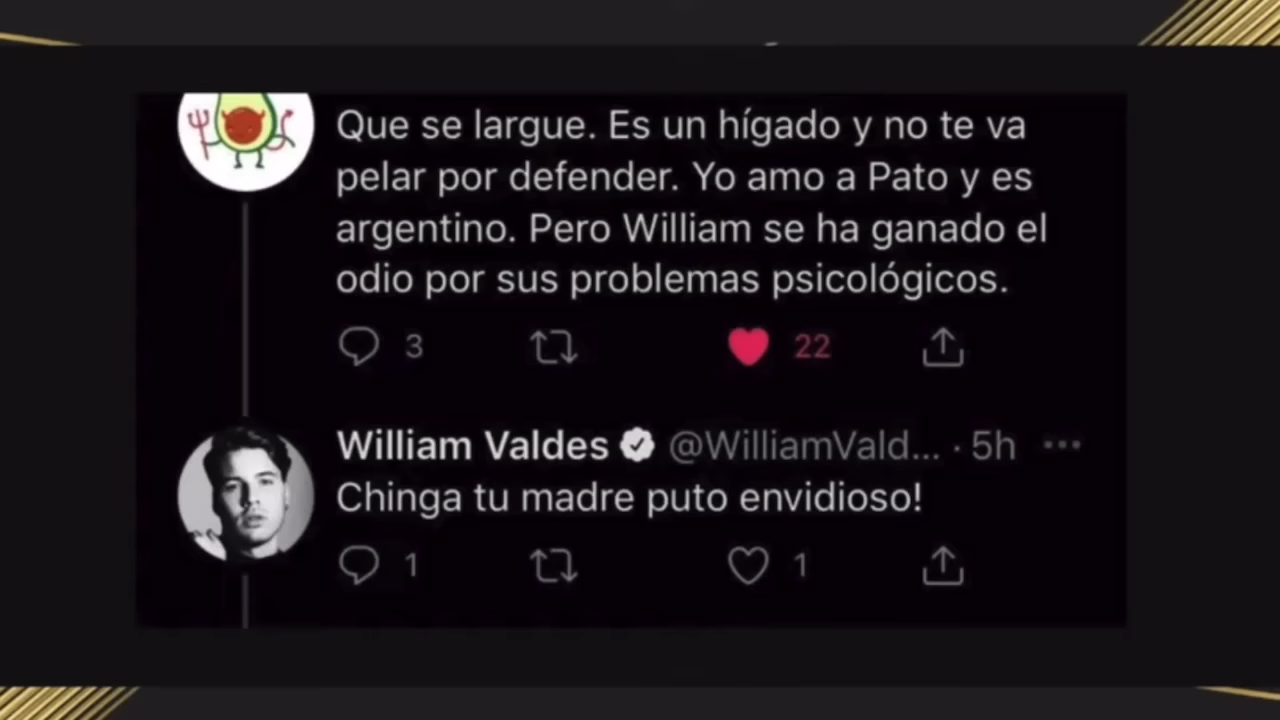 Que se largue. Es un hígado y no te va
pelar por defender. Yo amo a Pato y es
argentino. Pero William se ha ganado el
odio por sus problemas psicológicos.
3 22
William Valdes @WilliamVald... · 5h
Chinga tu madre puto envidioso!
1 1